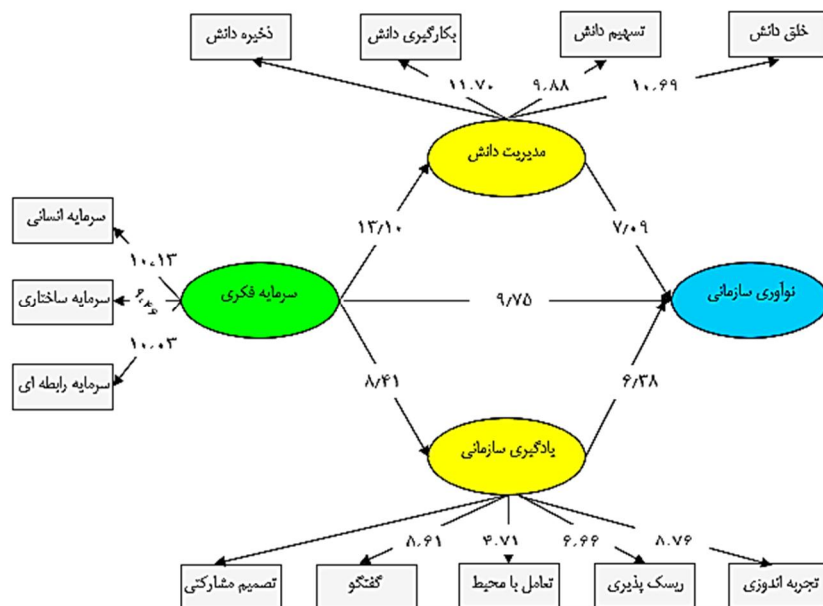 خلق دانش
تسهیم دانش
بکارگیری دانش
ذخیره دانش
۱۰.۶۹
۹.۸۸
۱۱.۷۰
مدیریت دانش
۷/۰۹
۱۳/۱۰
سرمایه انسانی
۱۰.۱۳
سرمایه ساختاری
۶.۴۶
سرمایه رابطه ای
۱۰.۰۳
سرمایه فکری
۹/۷۵
نوآوری سازمانی
۶/۳۸
۸/۴۱
یادگیری سازمانی
۸.۷۶
۶.۶۶
۴.۷۱
۸.۶۱
تجربه اندوزی
ریسک پذیری
تعامل با محیط
گفتگو
تصمیم مشارکتی